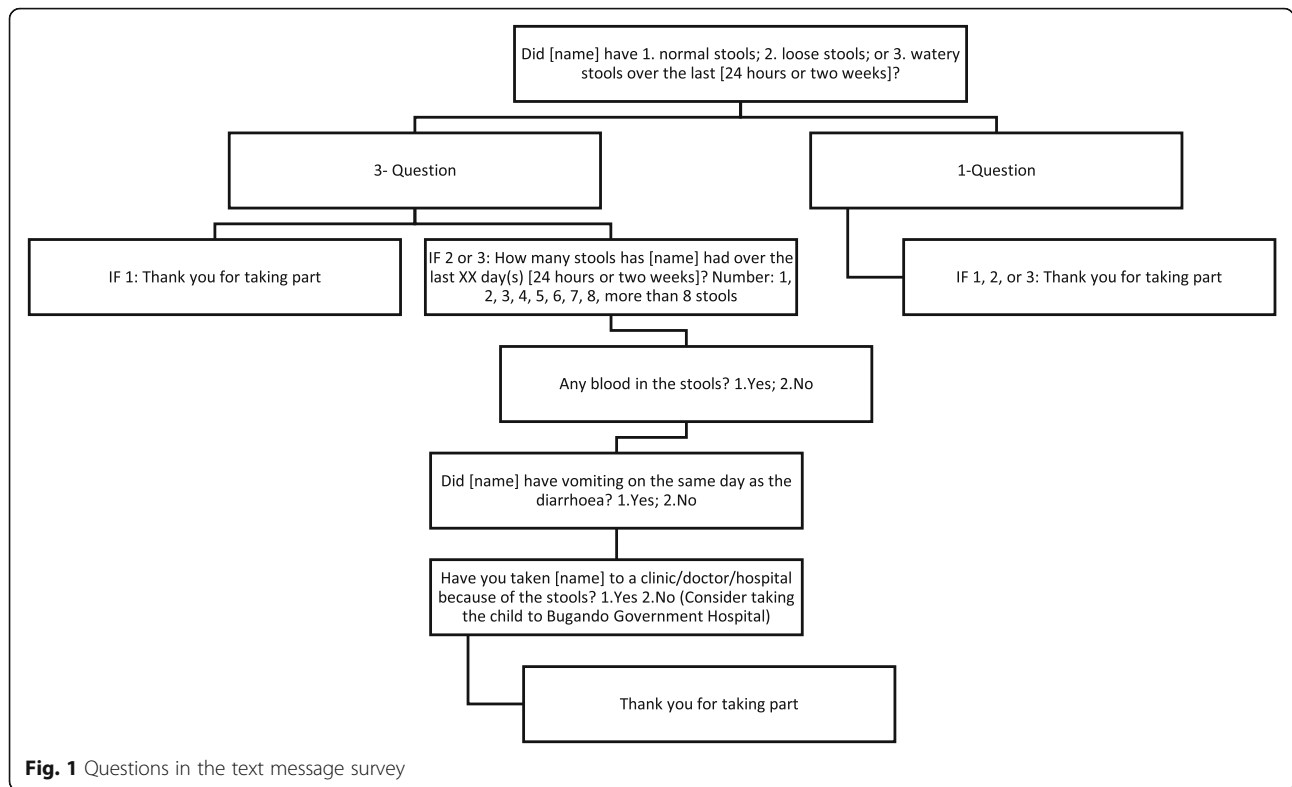 Did [name] have 1. normal stools; 2. loose stools; or 3. watery
stools over the last [24 hours or two weeks]?
3- Question
1-Question
IF 1: Thank you for taking part
IF 2 or 3: How many stools has [name] had over the
last XX day(s) [24 hours or two weeks]? Number: 1,
2, 3, 4, 5, 6, 7, 8, more than 8 stools
IF 1, 2, or 3: Thank you for taking part
Any blood in the stools? 1.Yes; 2.No
Did [name] have vomiting on the same day as the
diarrhoea? 1.Yes; 2.No
Have you taken [name] to a clinic/doctor/hospital
because of the stools? 1.Yes 2.No (Consider taking
the child to Bugando Government Hospital)
Thank you for taking part
Fig. 1 Questions in the text message survey